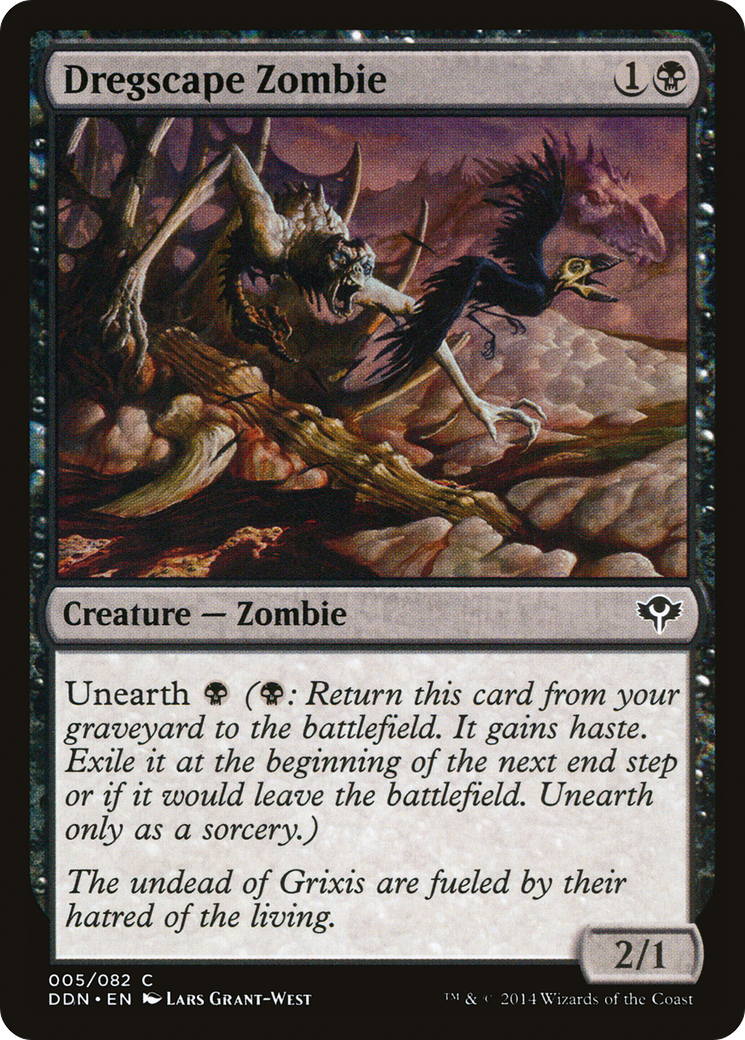 Dregscape Zombie 1
Creature — Zombie
Unearth (: Return this card from your
graveyard to the battlefield. It gains haste.
Exile it at the beginning of the next end step
or if it would leave the battlefield. Unearth
only as a sorcery.)
The undead of Grixis are fueled by their
hatred of the living.
2/1
005/082 C
DDN • EN Lars Grant-West
™ & © 2014 Wizards of the Coast